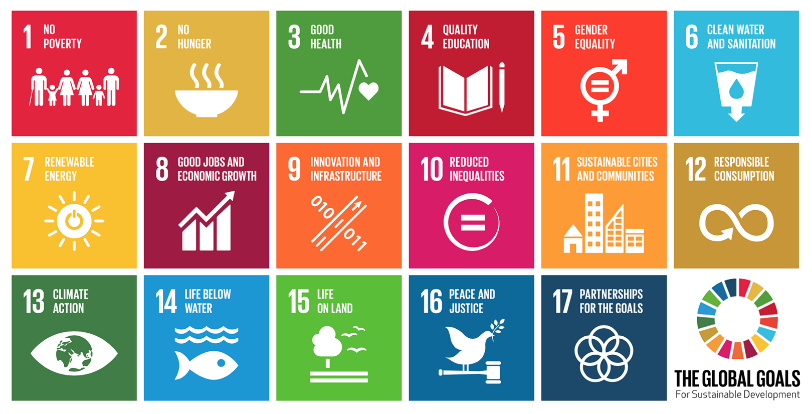 1 NO
POVERTY
2 NO
HUNGER
3 GOOD
HEALTH
4 QUALITY
EDUCATION
5 GENDER
EQUALITY
6 CLEAN WATER
AND SANITATION
7 RENEWABLE
ENERGY
8 GOOD JOBS AND
ECONOMIC GROWTH
9 INNOVATION AND
INFRASTRUCTURE
010
011
10 REDUCED
INEQUALITIES
11 SUSTAINABLE CITIES
AND COMMUNITIES
12 RESPONSIBLE
CONSUMPTION
13 CLIMATE
ACTION
14 LIFE BELOW
WATER
15 LIFE
ON LAND
16 PEACE AND
JUSTICE
17 PARTNERSHIPS
FOR THE GOALS
THE GLOBAL GOALS
For Sustainable Development